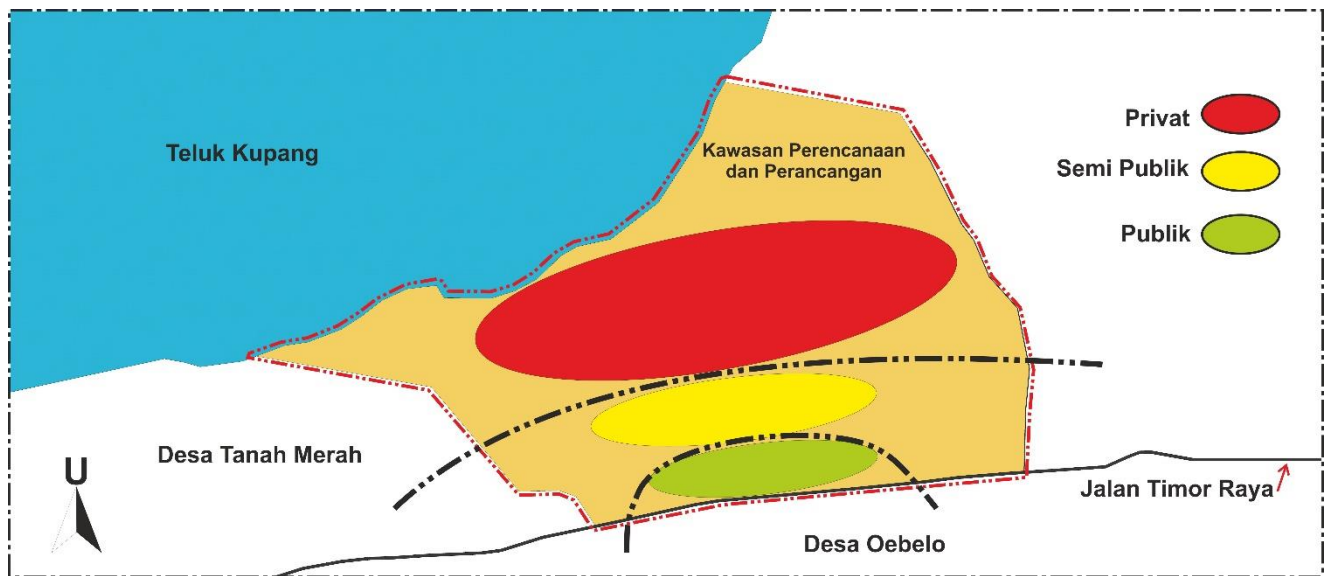 Teluk Kupang
Kawasan Perencanaan
dan Perancangan
Privat
Semi Publik
Publik
Desa Tanah Merah
U
Jalan Timor Raya
Desa Oebelo